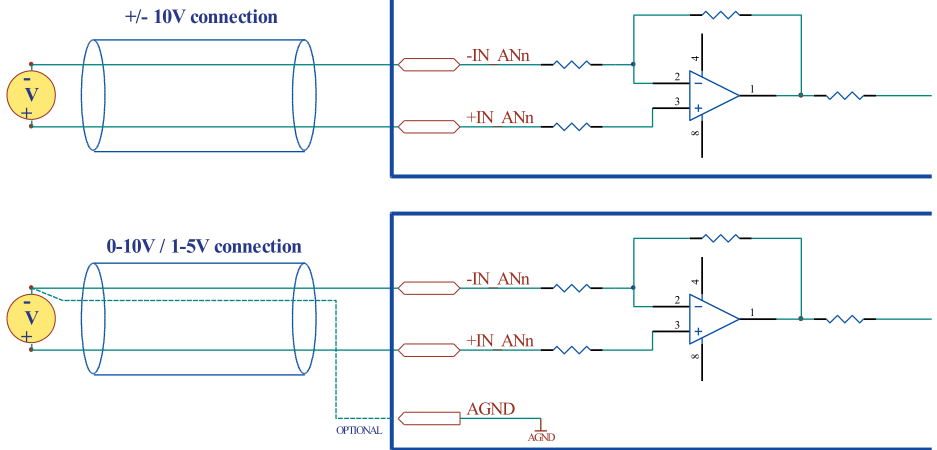 +/- 10V connection
-IN_ANn
4
-
V
+
2
-
1
3
+
+IN_ANn
8
0-10V / 1-5V connection
-IN_ANn
4
-
V
+
2
-
1
3
+
+IN_ANn
8
AGND
OPTIONAL
AGND